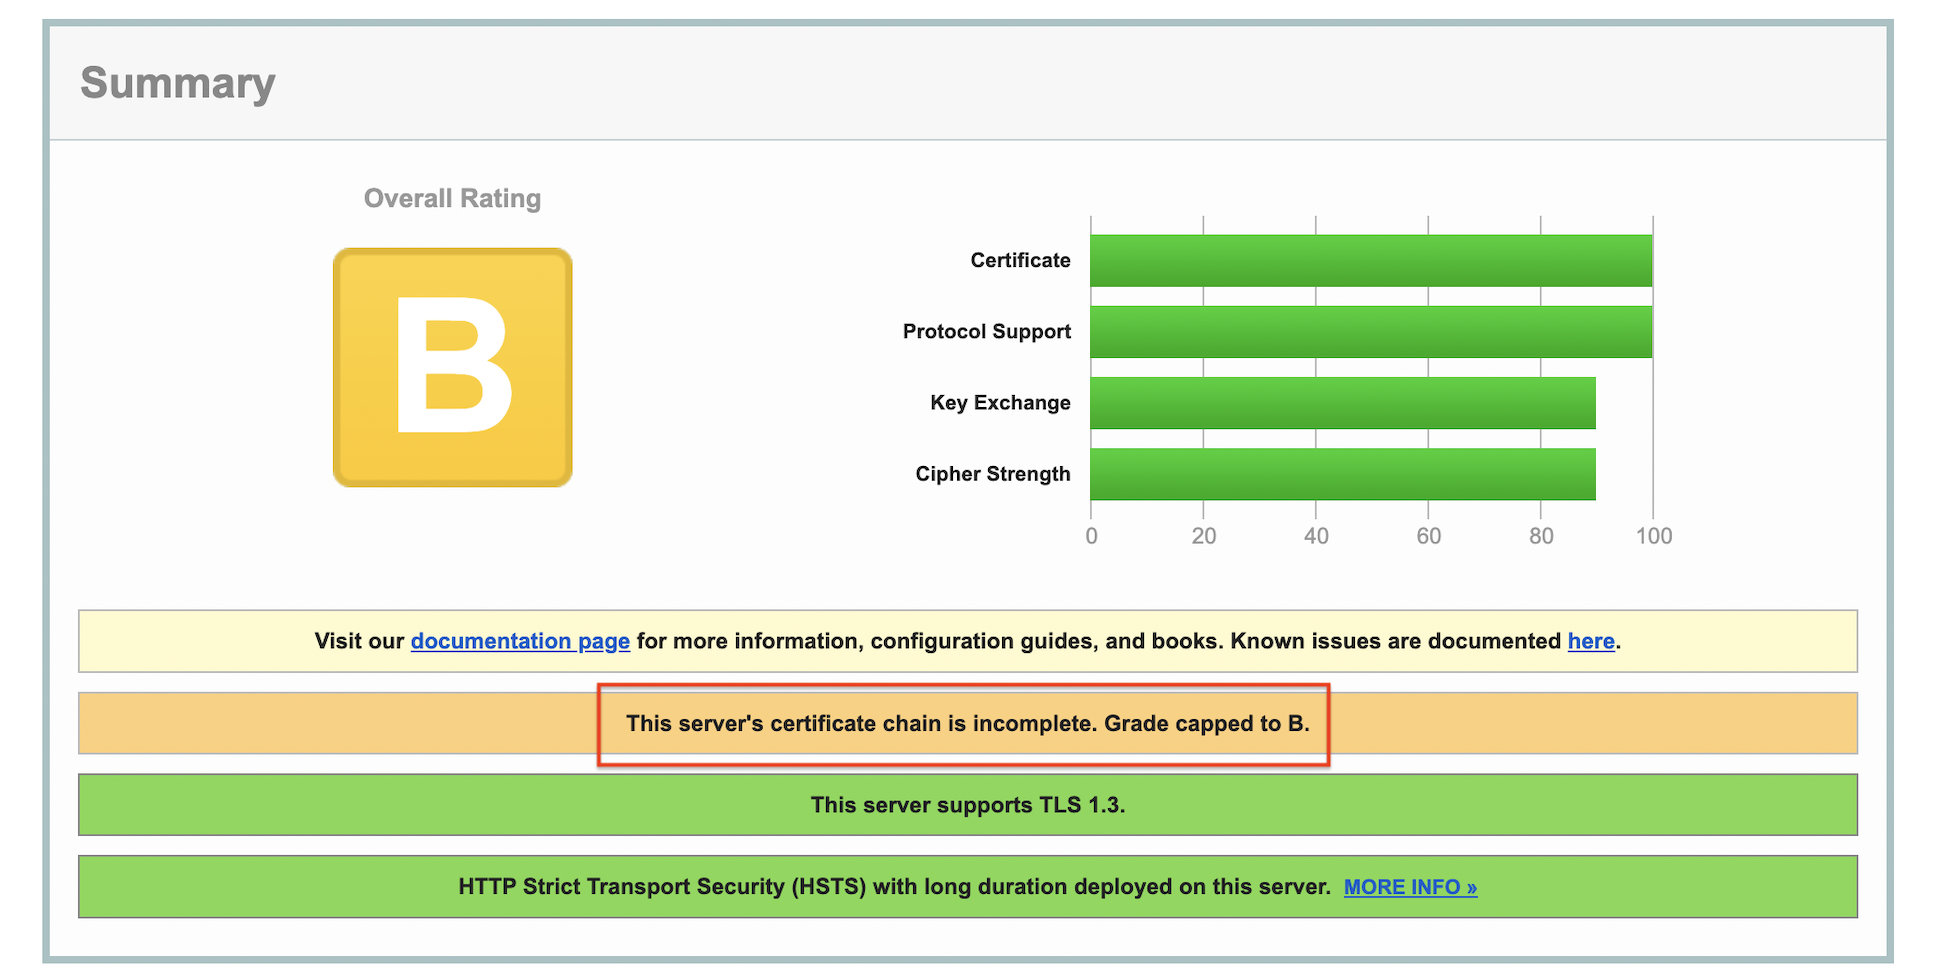 Summary
Overall Rating
B
Certificate
Protocol Support
Key Exchange
Cipher Strength
0 20 40 60 80 100
Visit our documentation page for more information, configuration guides, and books. Known issues are documented here.
This server's certificate chain is incomplete. Grade capped to B.
This server supports TLS 1.3.
HTTP Strict Transport Security (HSTS) with long duration deployed on this server. MORE INFO »